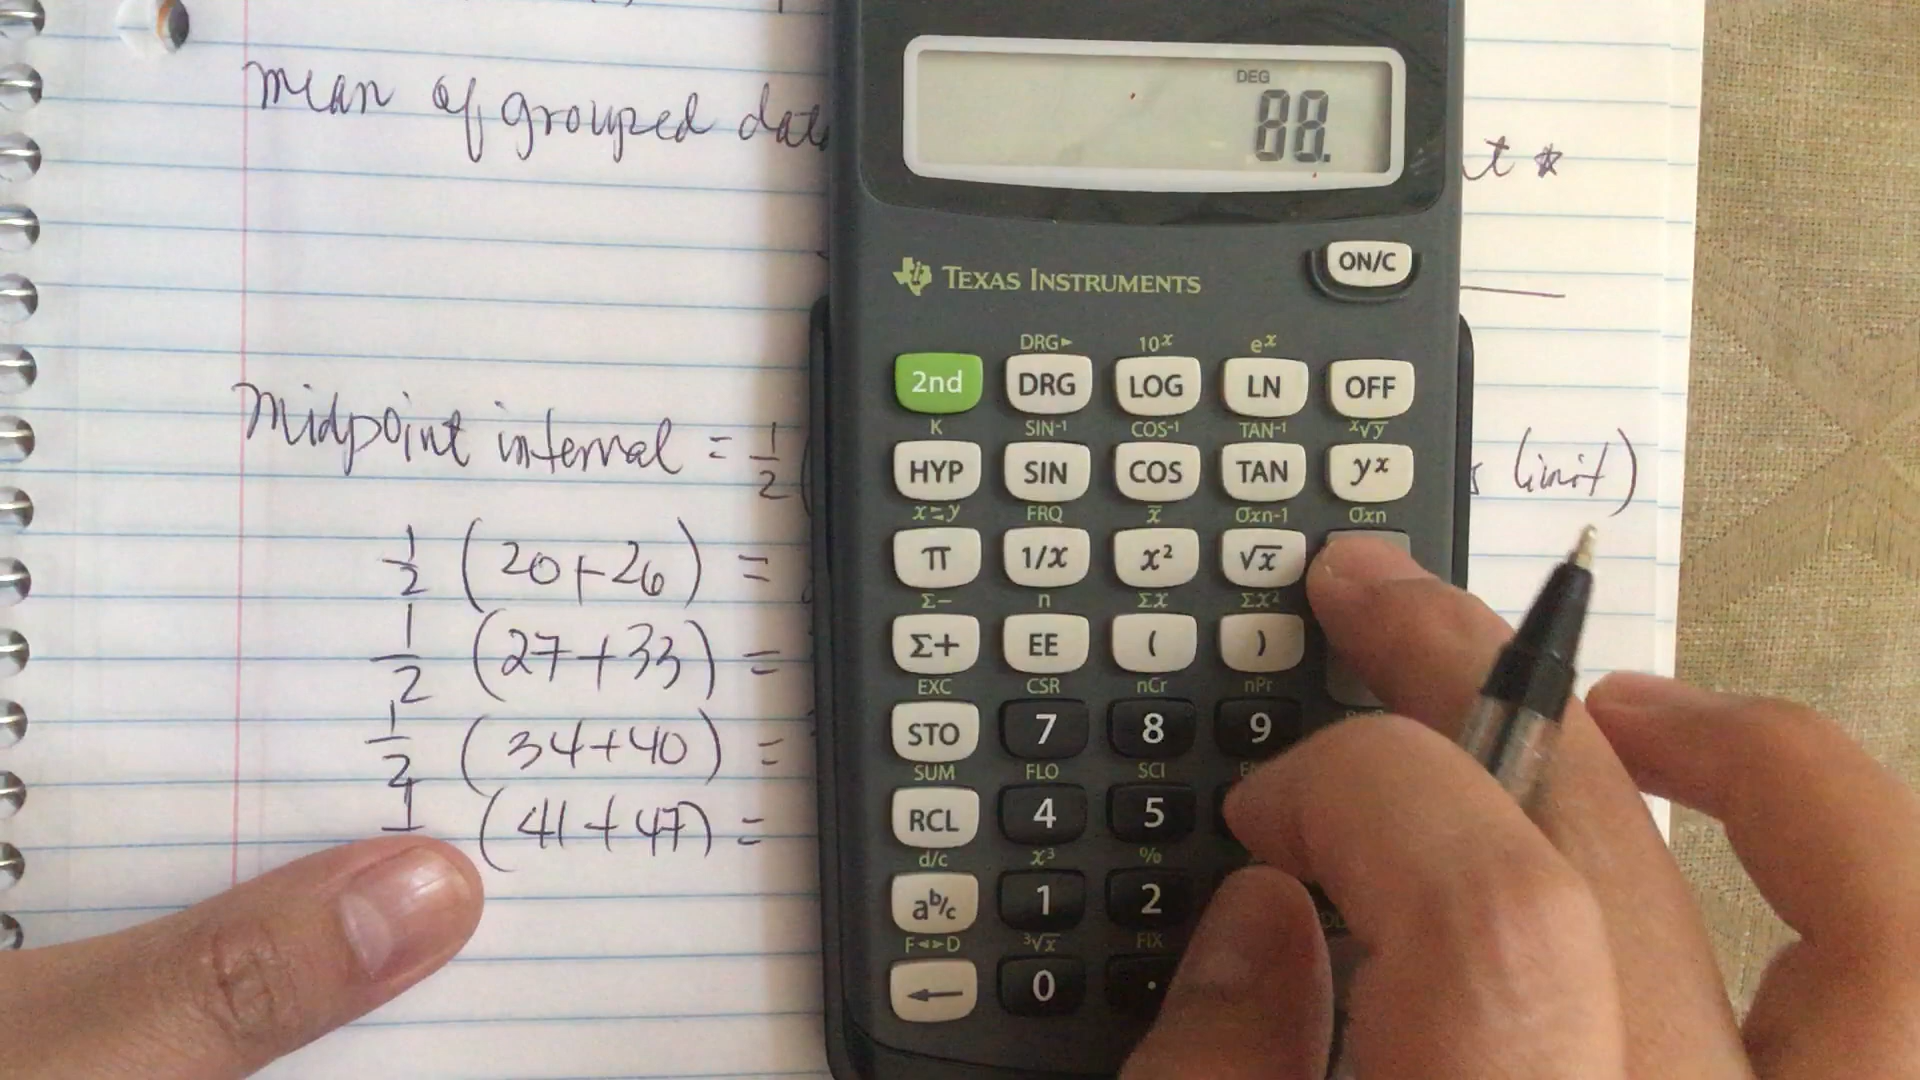 mean of grouped data
t *
Midpoint interval = 1/2 ( s limit)
1/2 (20+26) =
1/2 (27+33) =
1/2 (34+40) =
1 (41+47) =
DEG
88.
TEXAS INSTRUMENTS
ON/C
DRG► 10ˣ eˣ
2nd DRG LOG LN OFF
K SIN⁻¹ COS⁻¹ TAN⁻¹ ˣ√y
HYP SIN COS TAN yˣ
x⇆y FRQ x̄ σxn-1 σxn
π 1/x x² √x
Σ− n Σx Σx²
Σ+ EE ( )
EXC CSR nCr nPr
STO 7 8 9
SUM FLO SCI
RCL 4 5
d/c x³ %
aᵇ/c 1 2
F◄►D ³√x FIX
← 0 .